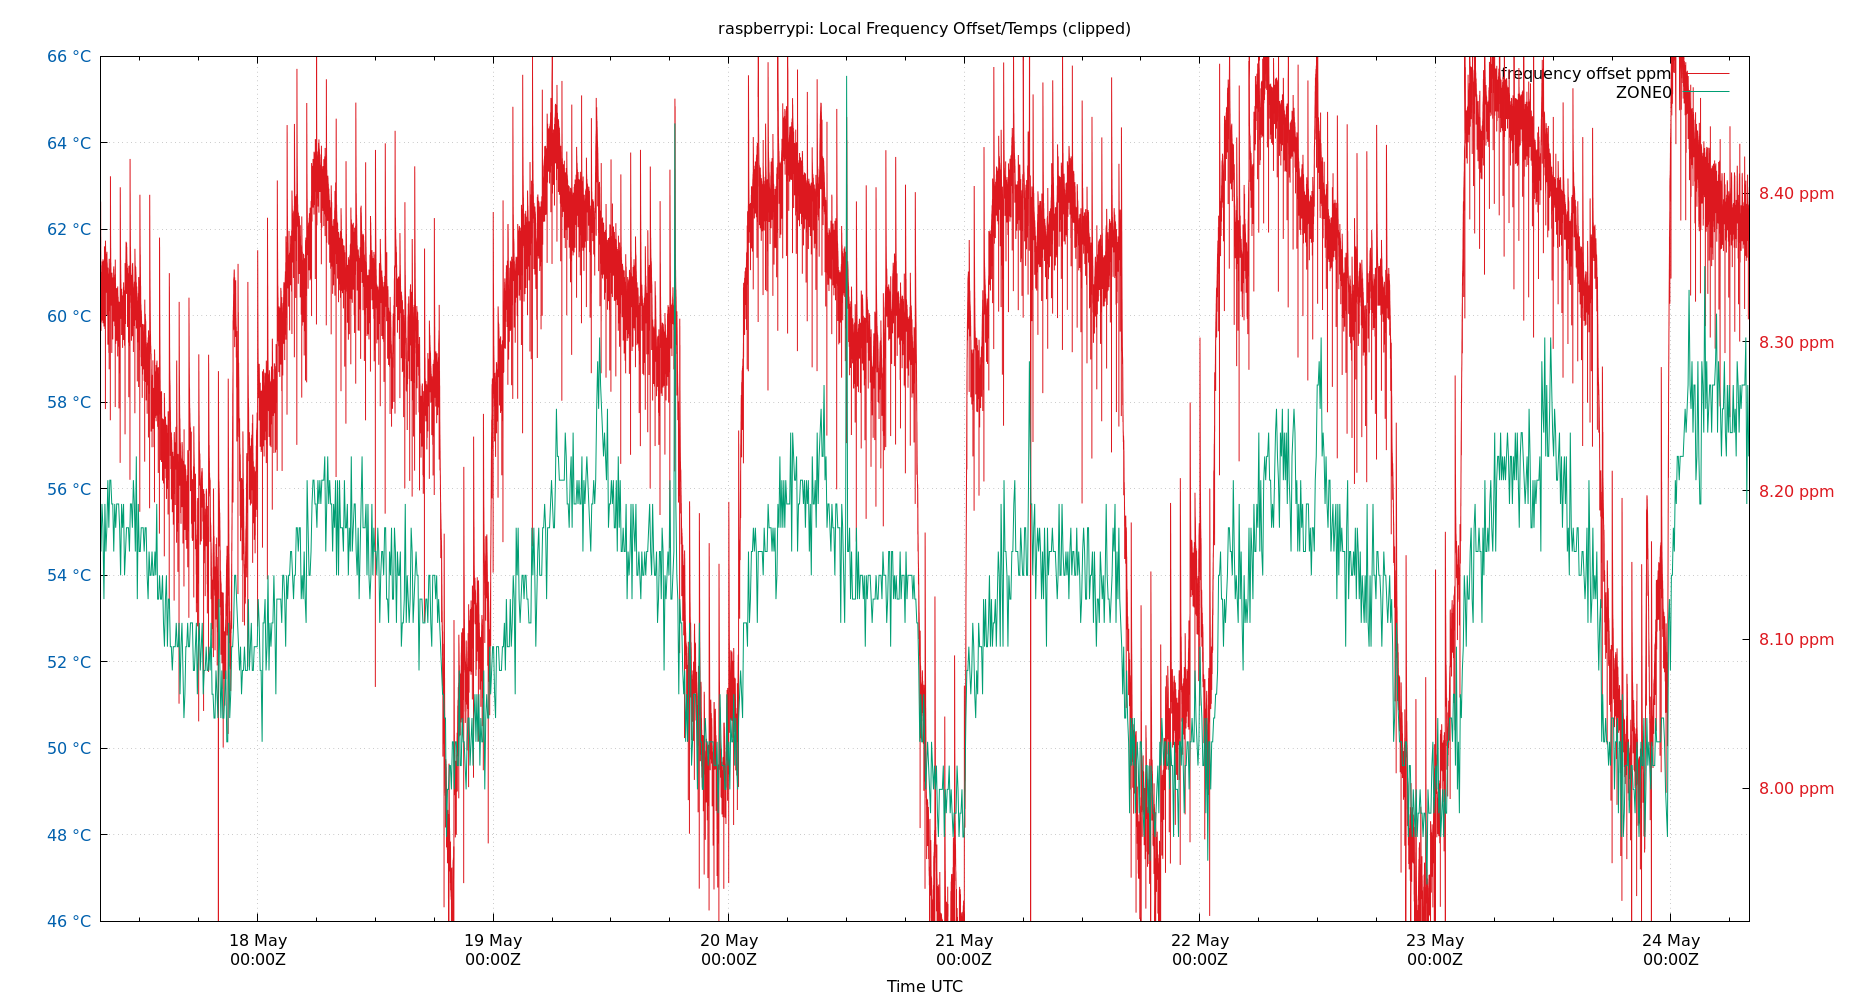 raspberrypi: Local Frequency Offset/Temps (clipped)
66 °C
64 °C
62 °C
60 °C
58 °C
56 °C
54 °C
52 °C
50 °C
48 °C
46 °C
frequency offset ppm
ZONE0
8.40 ppm
8.30 ppm
8.20 ppm
8.10 ppm
8.00 ppm
18 May
00:00Z
19 May
00:00Z
20 May
00:00Z
21 May
00:00Z
22 May
00:00Z
23 May
00:00Z
24 May
00:00Z
Time UTC